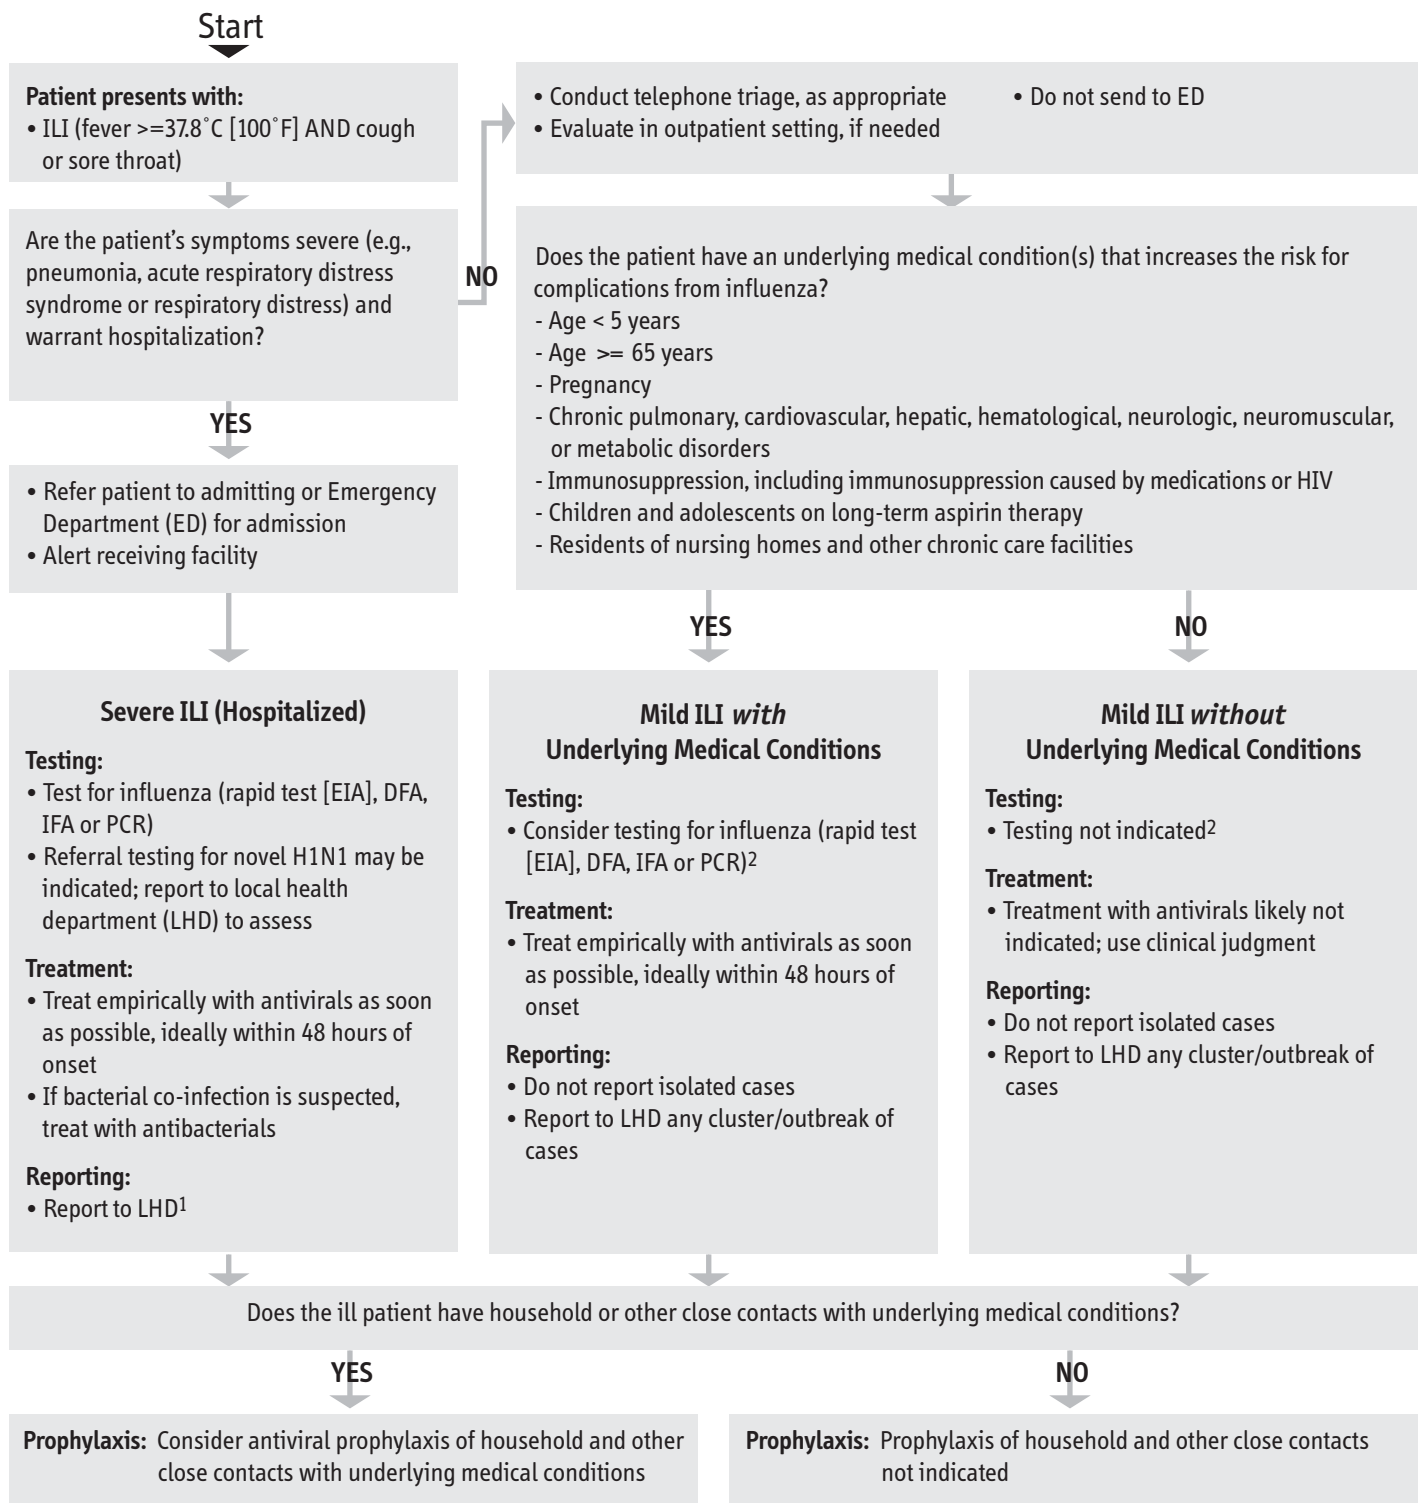 Start
Patient presents with:
• ILI (fever >=37.8˚C [100˚F] AND cough
or sore throat)
Are the patient’s symptoms severe (e.g.,
pneumonia, acute respiratory distress
syndrome or respiratory distress) and
warrant hospitalization?
NO
• Conduct telephone triage, as appropriate
• Evaluate in outpatient setting, if needed
• Do not send to ED
Does the patient have an underlying medical condition(s) that increases the risk for
complications from influenza?
- Age < 5 years
- Age >= 65 years
- Pregnancy
- Chronic pulmonary, cardiovascular, hepatic, hematological, neurologic, neuromuscular,
or metabolic disorders
- Immunosuppression, including immunosuppression caused by medications or HIV
- Children and adolescents on long-term aspirin therapy
- Residents of nursing homes and other chronic care facilities
YES
• Refer patient to admitting or Emergency
Department (ED) for admission
• Alert receiving facility
YES
NO
Severe ILI (Hospitalized)
Testing:
• Test for influenza (rapid test [EIA], DFA,
IFA or PCR)
• Referral testing for novel H1N1 may be
indicated; report to local health
department (LHD) to assess
Treatment:
• Treat empirically with antivirals as soon
as possible, ideally within 48 hours of
onset
• If bacterial co-infection is suspected,
treat with antibacterials
Reporting:
• Report to LHD1
Mild ILI with
Underlying Medical Conditions
Testing:
• Consider testing for influenza (rapid test
[EIA], DFA, IFA or PCR)2
Treatment:
• Treat empirically with antivirals as soon
as possible, ideally within 48 hours of
onset
Reporting:
• Do not report isolated cases
• Report to LHD any cluster/outbreak of
cases
Mild ILI without
Underlying Medical Conditions
Testing:
• Testing not indicated2
Treatment:
• Treatment with antivirals likely not
indicated; use clinical judgment
Reporting:
• Do not report isolated cases
• Report to LHD any cluster/outbreak of
cases
Does the ill patient have household or other close contacts with underlying medical conditions?
YES
NO
Prophylaxis: Consider antiviral prophylaxis of household and other
close contacts with underlying medical conditions
Prophylaxis: Prophylaxis of household and other close contacts
not indicated